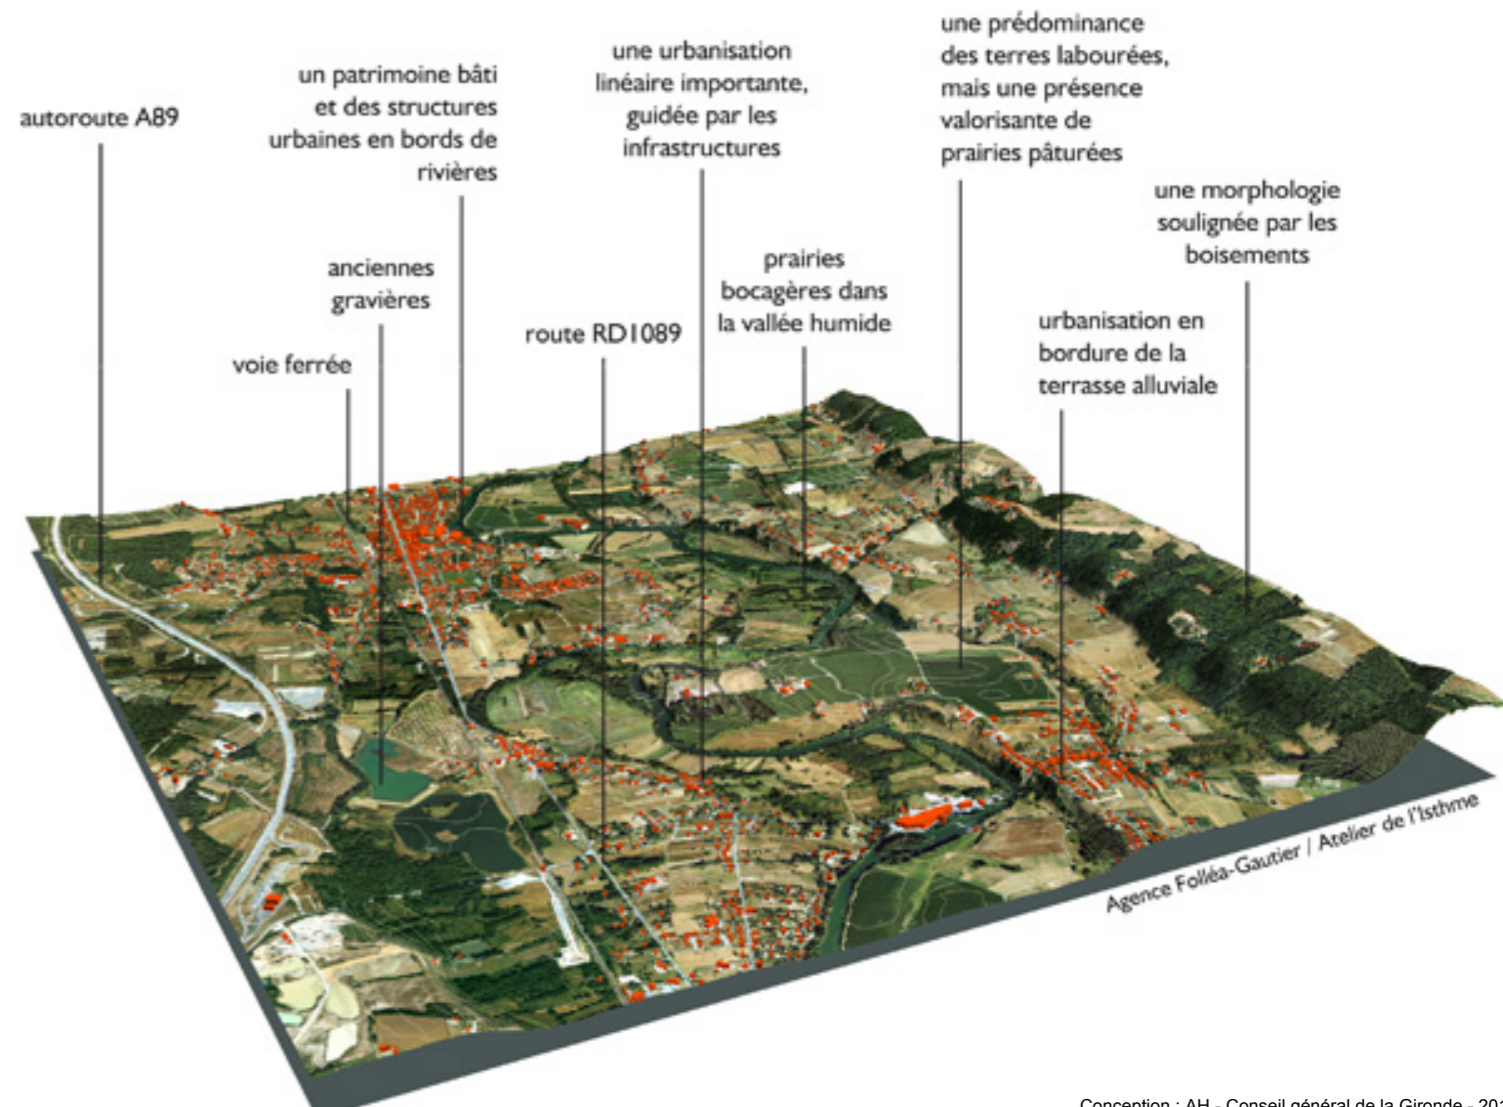 une prédominance
des terres labourées,
mais une présence
valorisante de
prairies pâturées
une urbanisation
linéaire importante,
guidée par les
infrastructures
un patrimoine bâti
et des structures
urbaines en bords de
rivières
autoroute A89
une morphologie
soulignée par les
boisements
anciennes
gravières
prairies
bocagères dans
la vallée humide
route RD1089
urbanisation en
bordure de la
terrasse alluviale
voie ferrée
Agence Folléa-Gautier / Atelier de l'Isthme
Conception : AH - Conseil général de la Gironde - 201